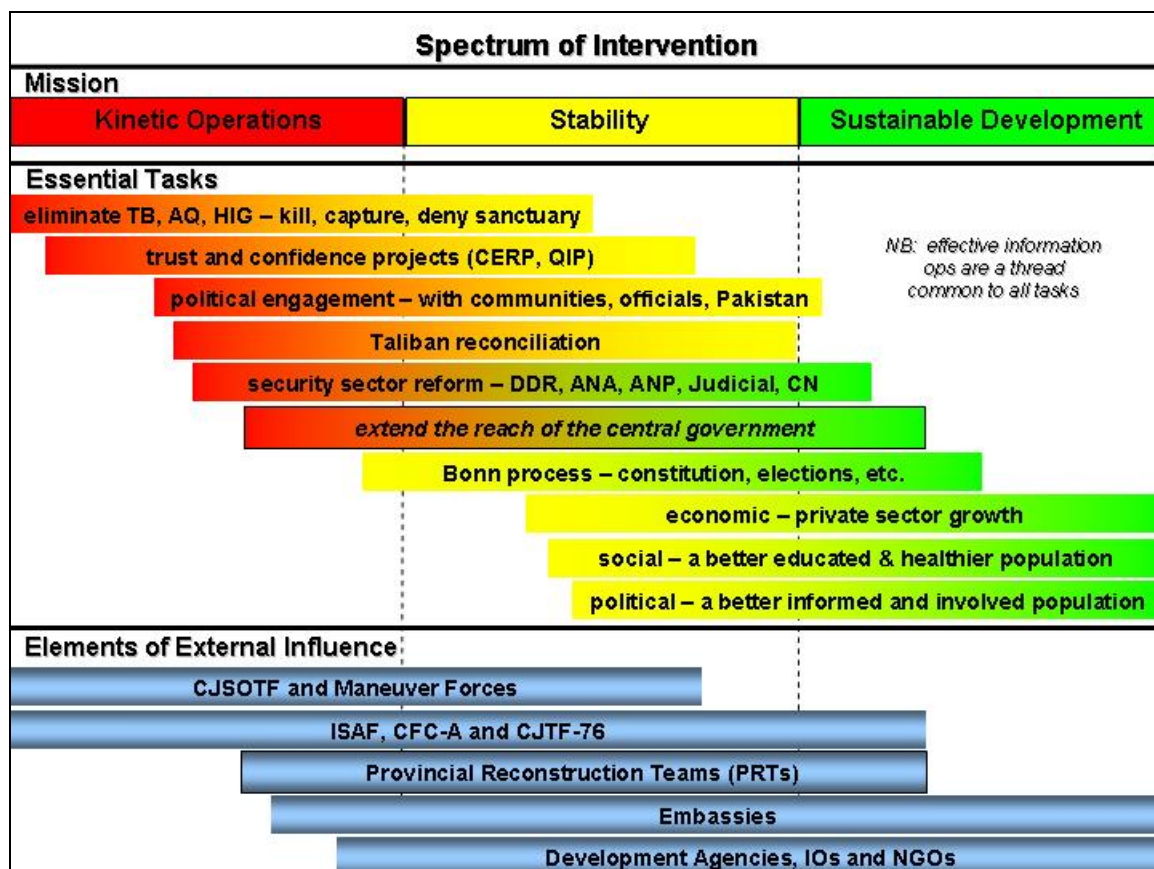 Spectrum of Intervention
Mission
Kinetic Operations
Stability
Sustainable Development
Essential Tasks
eliminate TB, AQ, HIG – kill, capture, deny sanctuary
trust and confidence projects (CERP, QIP)
NB:  effective information
ops are a thread
common to all tasks
political engagement – with communities, officials, Pakistan
Taliban reconciliation
security sector reform – DDR, ANA, ANP, Judicial, CN
extend the reach of the central government
Bonn process – constitution, elections, etc.
economic – private sector growth
social – a better educated & healthier population
political – a better informed and involved population
Elements of External Influence
CJSOTF and Maneuver Forces
ISAF, CFC-A and CJTF-76
Provincial Reconstruction Teams (PRTs)
Embassies
Development Agencies, IOs and NGOs